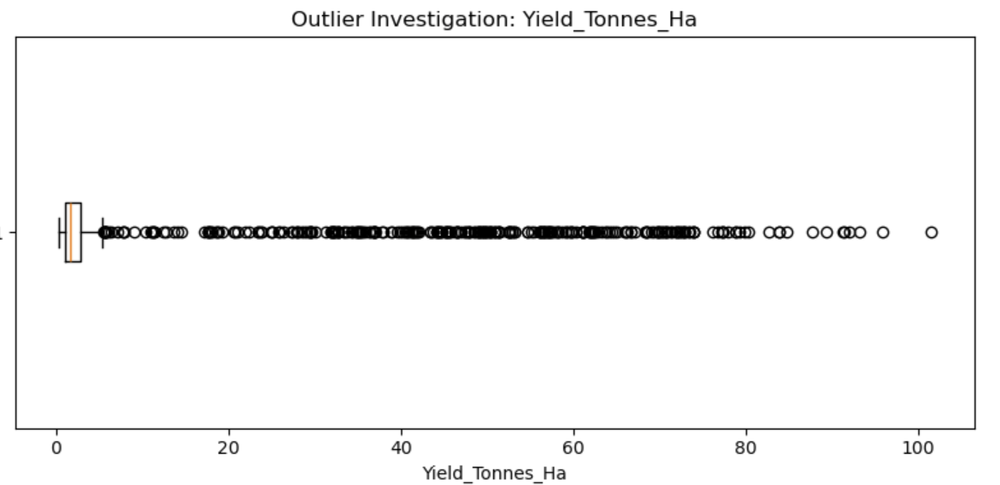 Outlier Investigation: Yield_Tonnes_Ha
0 20 40 60 80 100
Yield_Tonnes_Ha